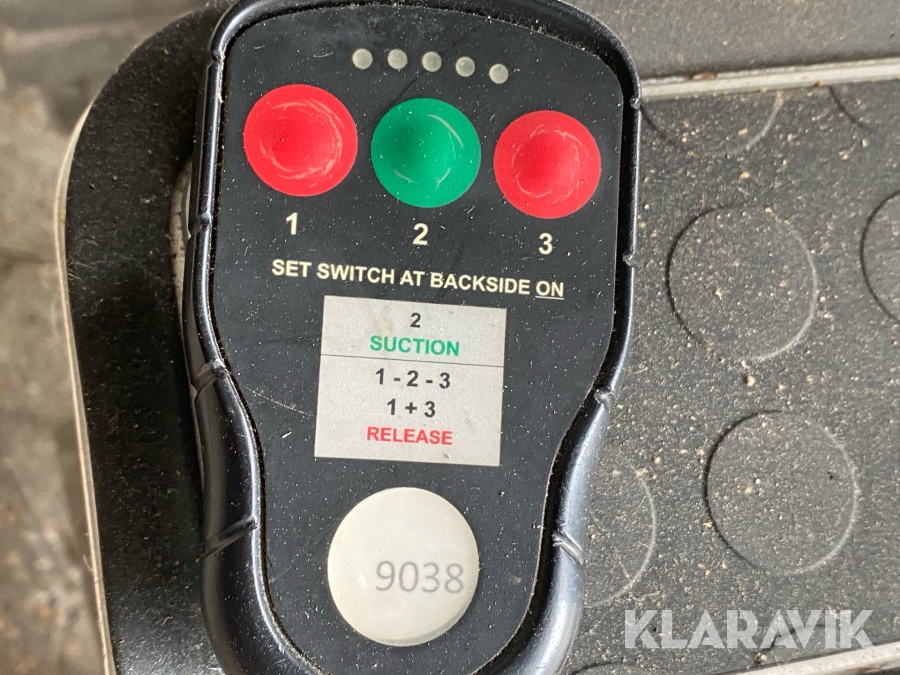 1 2 3
SET SWITCH AT BACKSIDE ON
2
SUCTION
1 - 2 - 3
1 + 3
RELEASE
9038
KLARAVIK